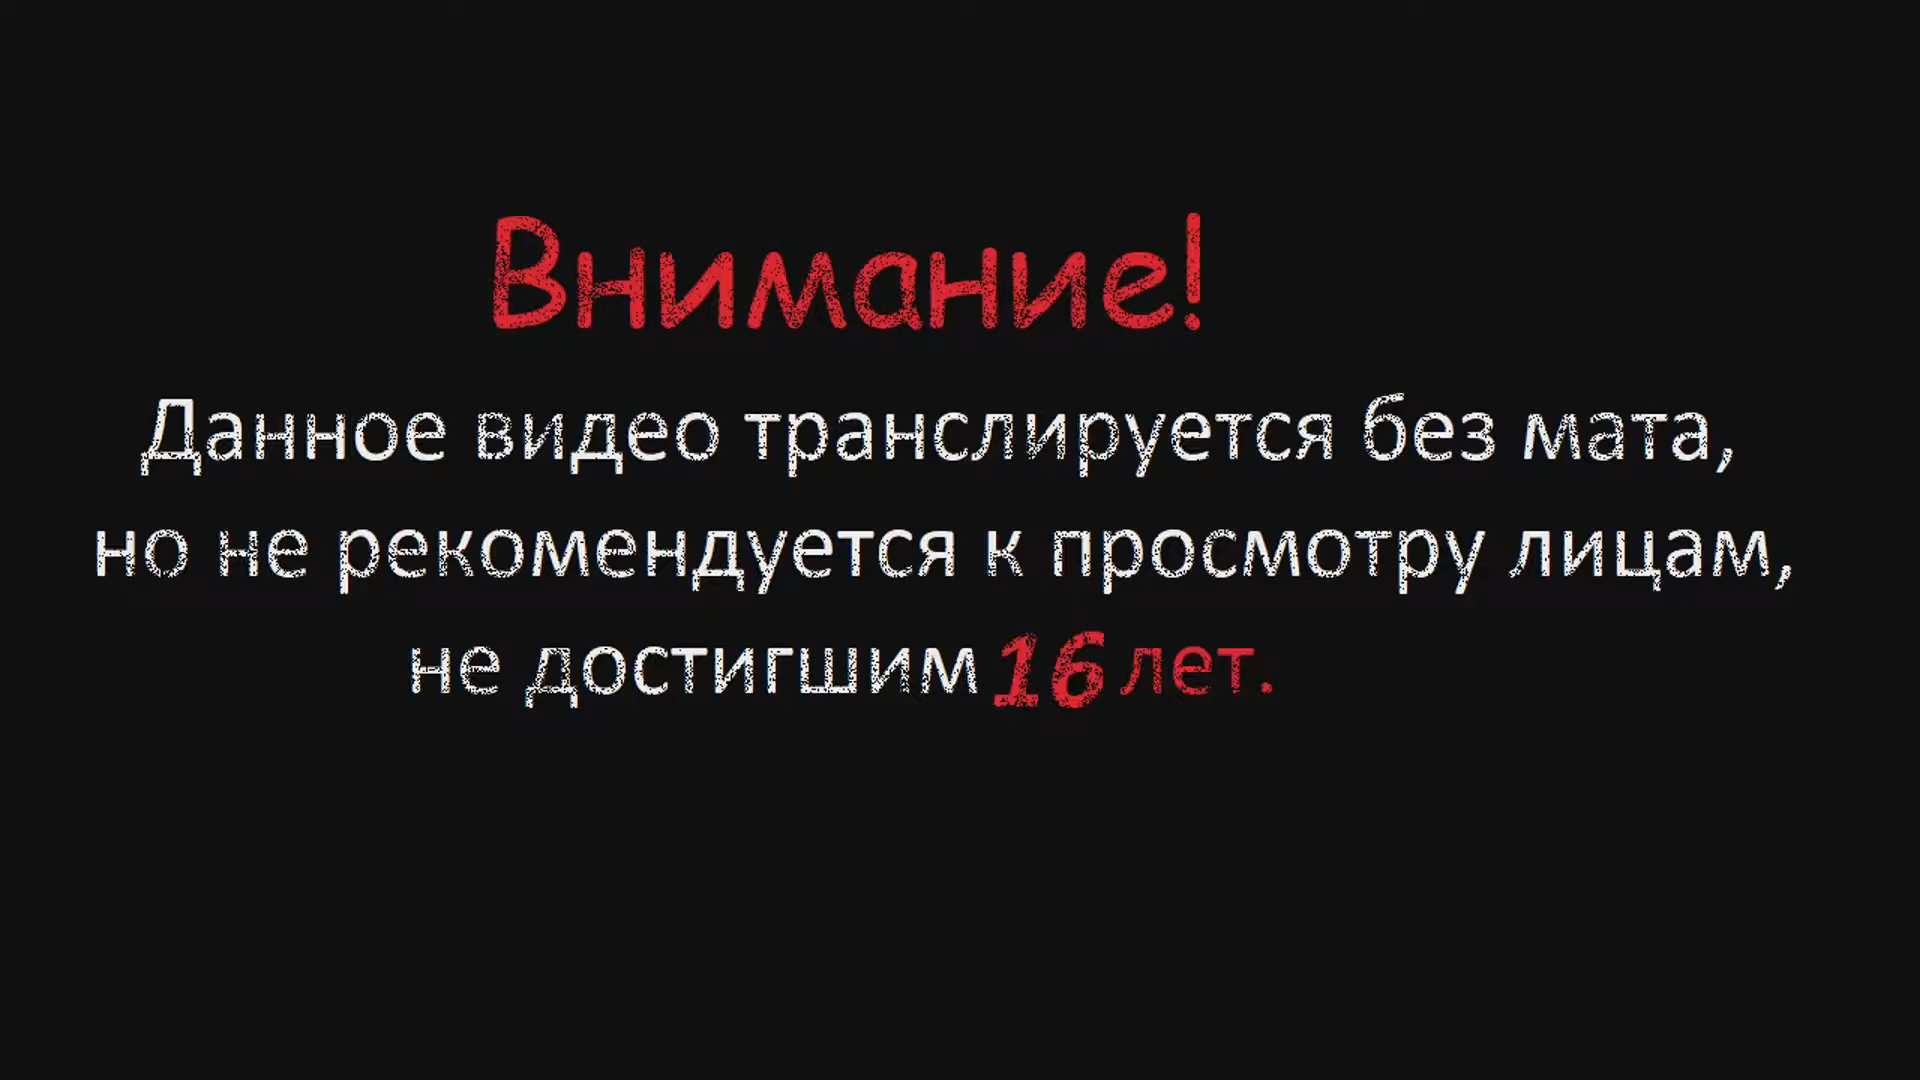 Внимание!
Данное видео транслируется без мата,
но не рекомендуется к просмотру лицам,
не достигшим 16 лет.